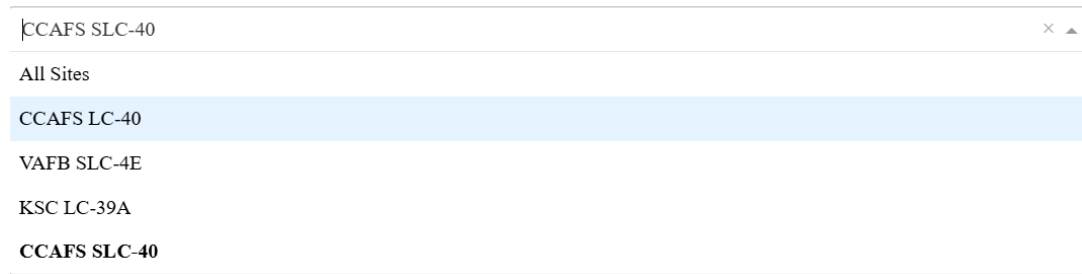 CCAFS SLC-40
All Sites
CCAFS LC-40
VAFB SLC-4E
KSC LC-39A
CCAFS SLC-40